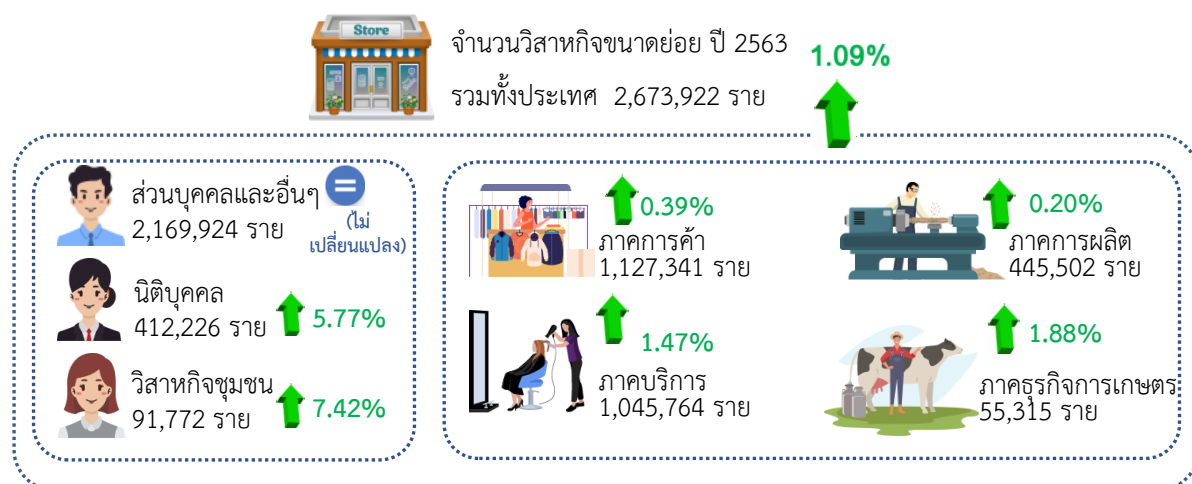 Store
จำนวนวิสาหกิจขนาดย่อย ปี 2563
1.09%
รวมทั้งประเทศ 2,673,922 ราย
ส่วนบุคคลและอื่นๆ
2,169,924 ราย
(ไม่
เปลี่ยนแปลง)
นิติบุคคล
412,226 ราย
5.77%
วิสาหกิจชุมชน
91,772 ราย
7.42%
0.39%
ภาคการค้า
1,127,341 ราย
0.20%
ภาคการผลิต
445,502 ราย
1.47%
ภาคบริการ
1,045,764 ราย
1.88%
ภาคธุรกิจการเกษตร
55,315 ราย